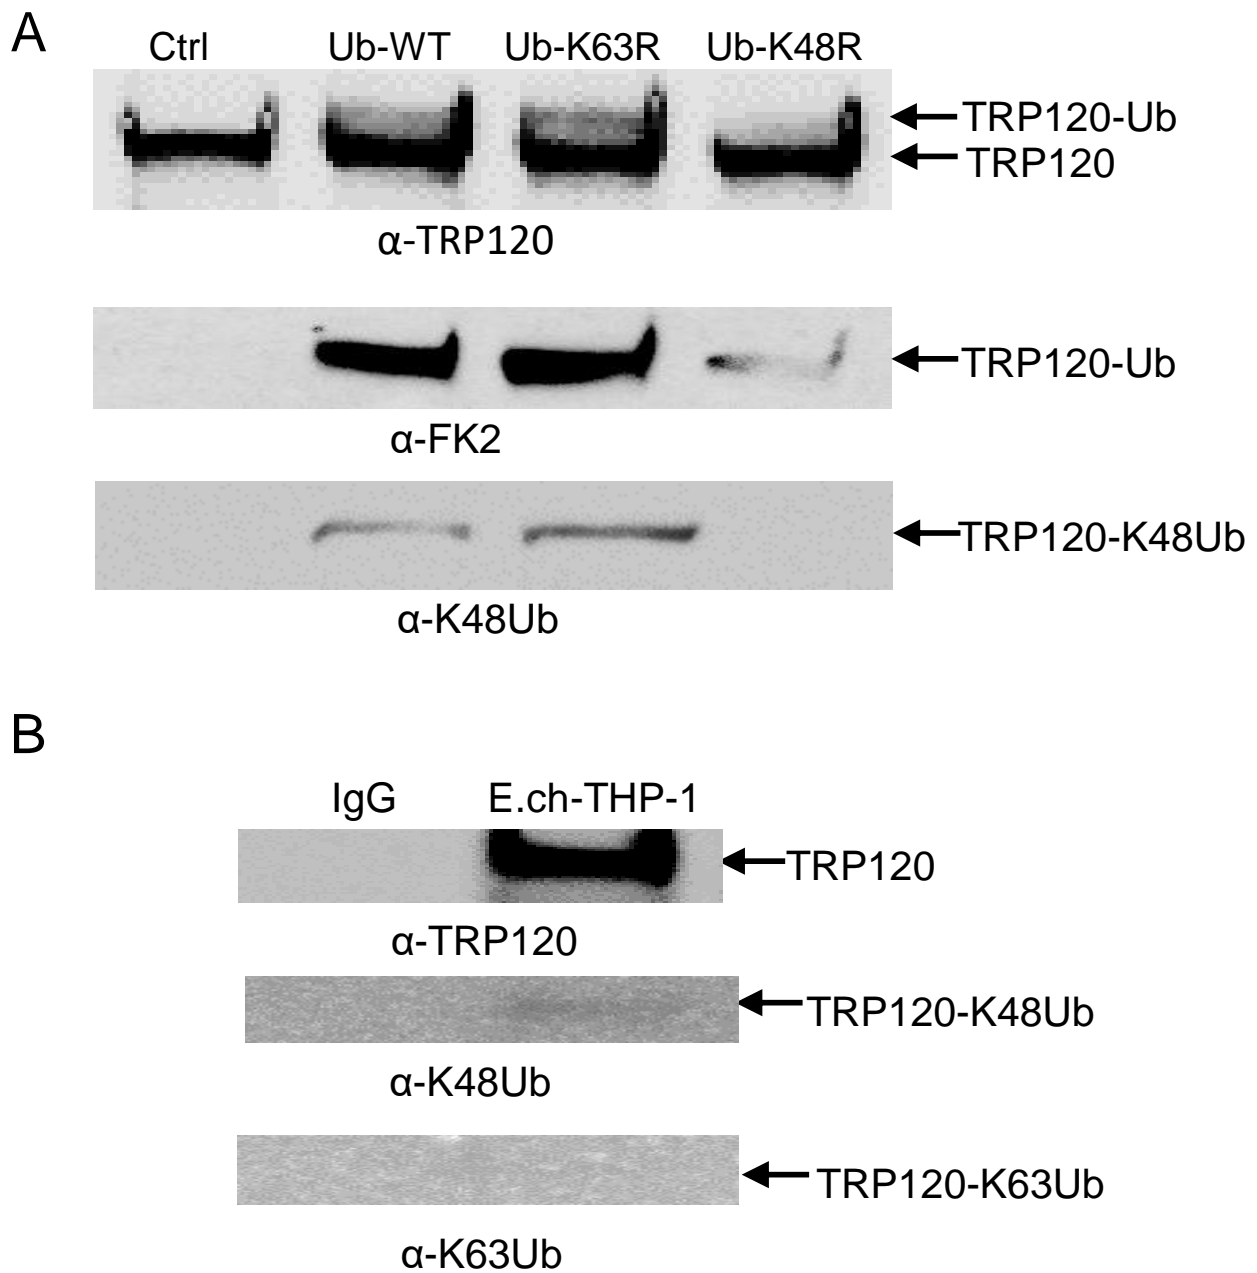 A
Ctrl Ub-WT Ub-K63R Ub-K48R
TRP120-Ub
TRP120
α-TRP120
TRP120-Ub
α-FK2
TRP120-K48Ub
α-K48Ub
B
IgG E.ch-THP-1
TRP120
α-TRP120
TRP120-K48Ub
α-K48Ub
TRP120-K63Ub
α-K63Ub